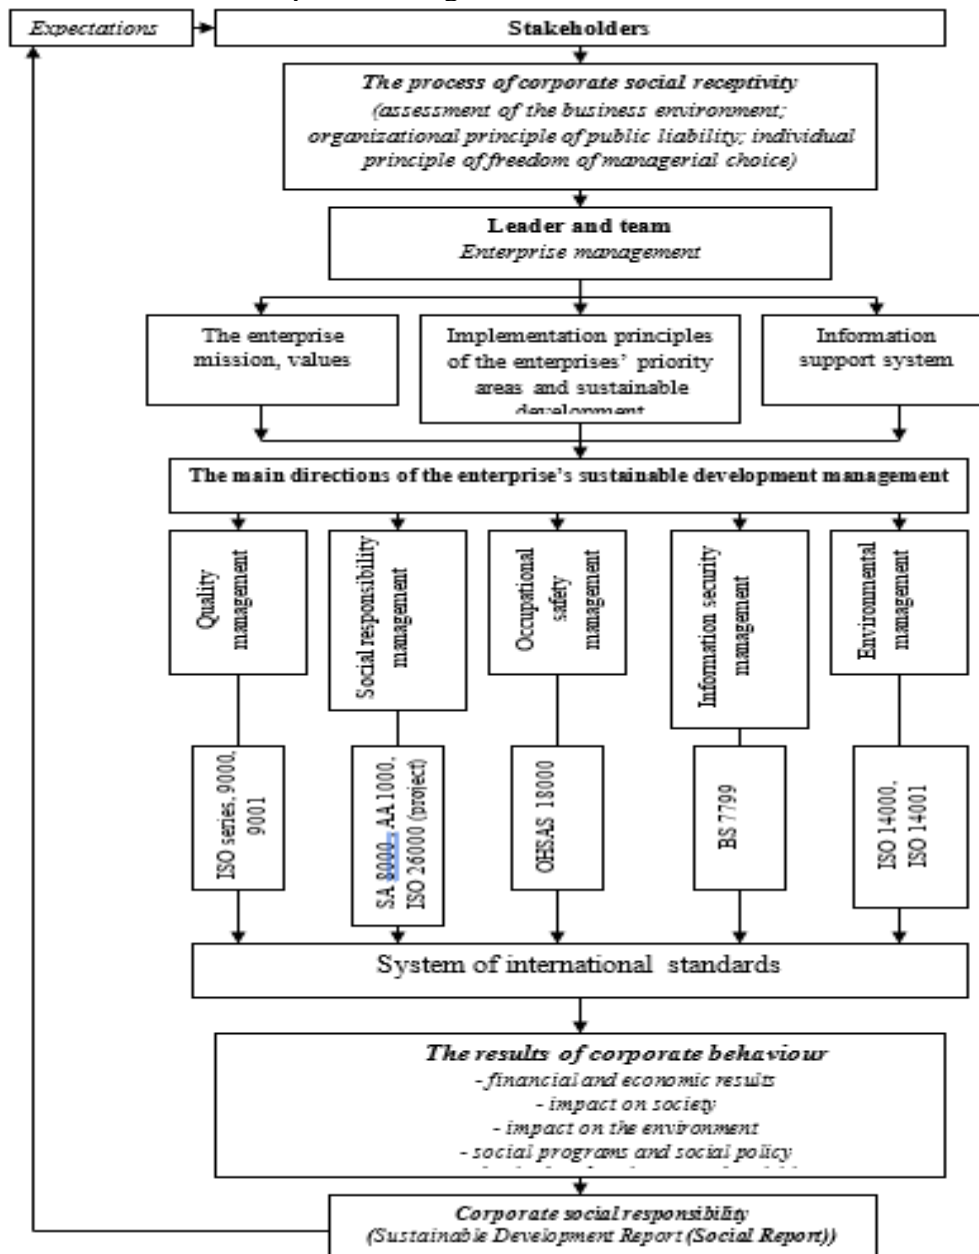 Expectations
Stakeholders
The process of corporate social receptivity
(assessment of the business environment;
organizational principle of public liability; individual
principle of freedom of managerial choice)
Leader and team
Enterprise management
The enterprise
mission, values
Implementation principles
of the enterprises' priority
areas and sustainable
development
Information
support system
The main directions of the enterprise's sustainable development management
Quality
management
Social responsibility
management
Occupational
safety
management
Information security
management
Environmental
management
ISO series, 9000,
9001
SA 8000 , AA 1000,
ISO 26000 (project)
OHSAS 18000
BS 7799
ISO 14000,
ISO 14001
System of international standards
The results of corporate behaviour
- financial and economic results
- impact on society
- impact on the environment
- social programs and social policy
Corporate social responsibility
(Sustainable Development Report (Social Report))